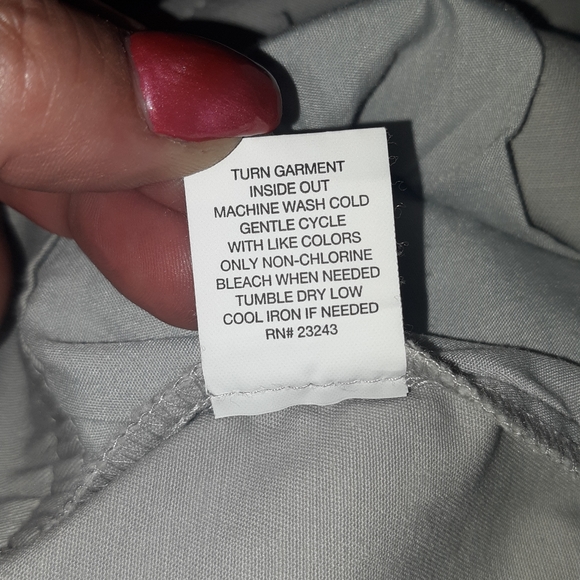 TURN GARMENT
INSIDE OUT
MACHINE WASH COLD
GENTLE CYCLE
WITH LIKE COLORS
ONLY NON-CHLORINE
BLEACH WHEN NEEDED
TUMBLE DRY LOW
COOL IRON IF NEEDED
RN# 23243